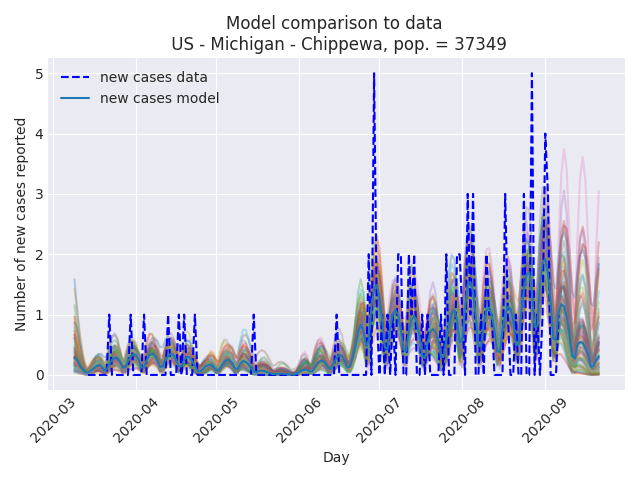 Model comparison to data
US - Michigan - Chippewa, pop. = 37349
new cases data
new cases model
Number of new cases reported
5
4
3
2
1
0
2020-03
2020-04
2020-05
2020-06
2020-07
2020-08
2020-09
Day